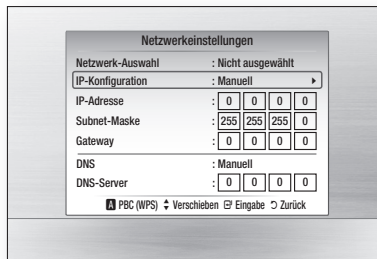 Netzwerkeinstellungen
Netzwerk-Auswahl : Nicht ausgewählt
IP-Konfiguration : Manuell
IP-Adresse : 0 0 0 0
Subnet-Maske : 255 255 255 0
Gateway : 0 0 0 0
DNS : Manuell
DNS-Server : 0 0 0 0
A PBC (WPS) Verschieben Eingabe Zurück